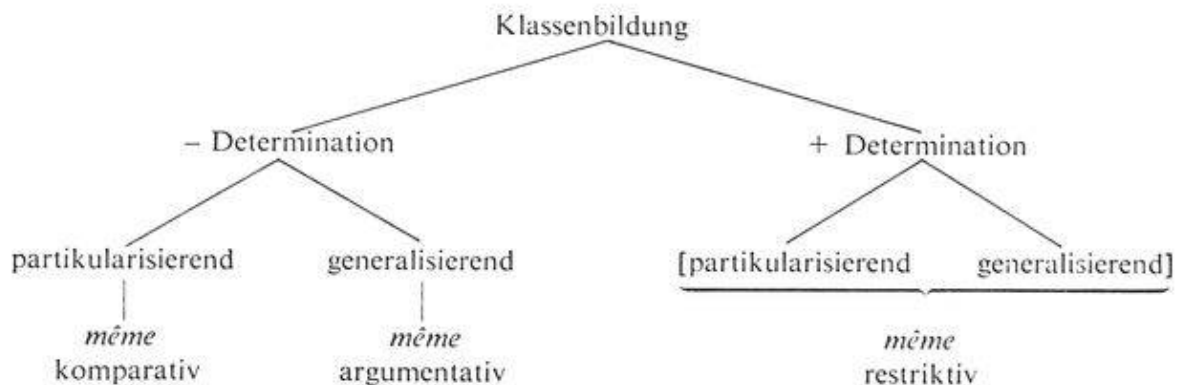 Klassenbildung
– Determination + Determination
partikularisierend generalisierend [partikularisierend generalisierend]
même même même
komparativ argumentativ restriktiv